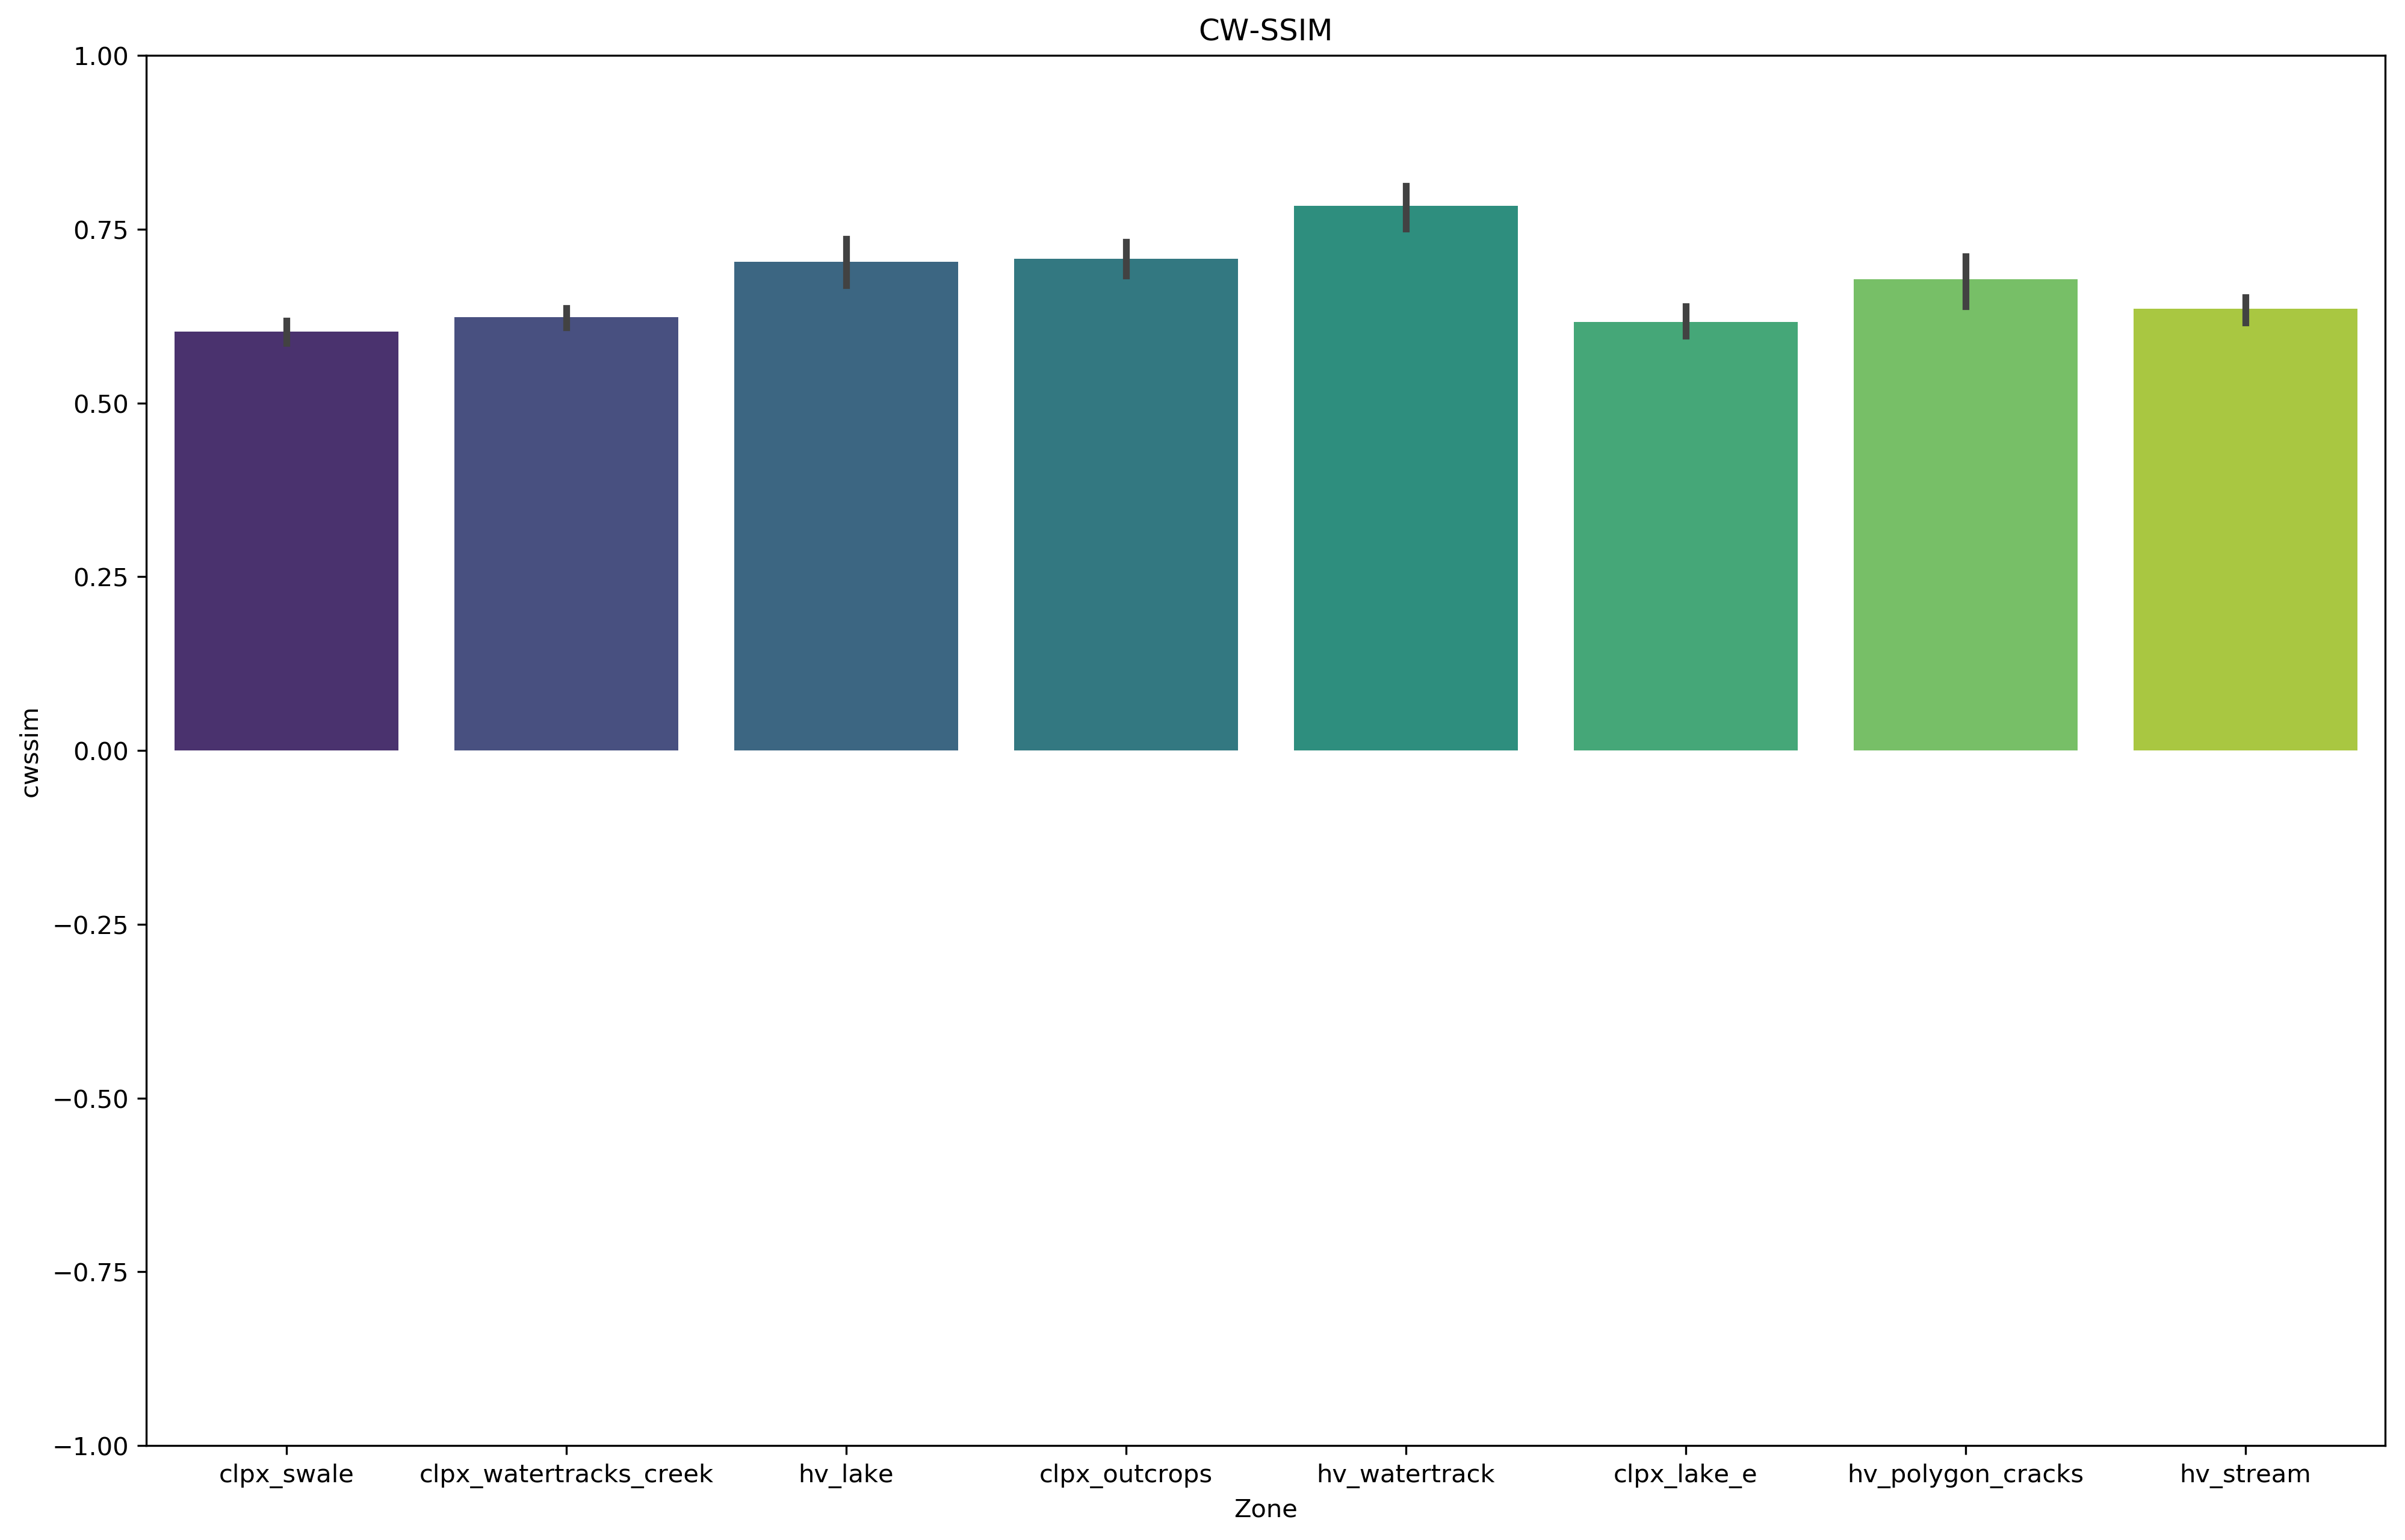 CW-SSIM
1.00
0.75
0.50
0.25
0.00
−0.25
−0.50
−0.75
−1.00
cwssim
clpx_swale clpx_watertracks_creek hv_lake clpx_outcrops hv_watertrack clpx_lake_e hv_polygon_cracks hv_stream
Zone